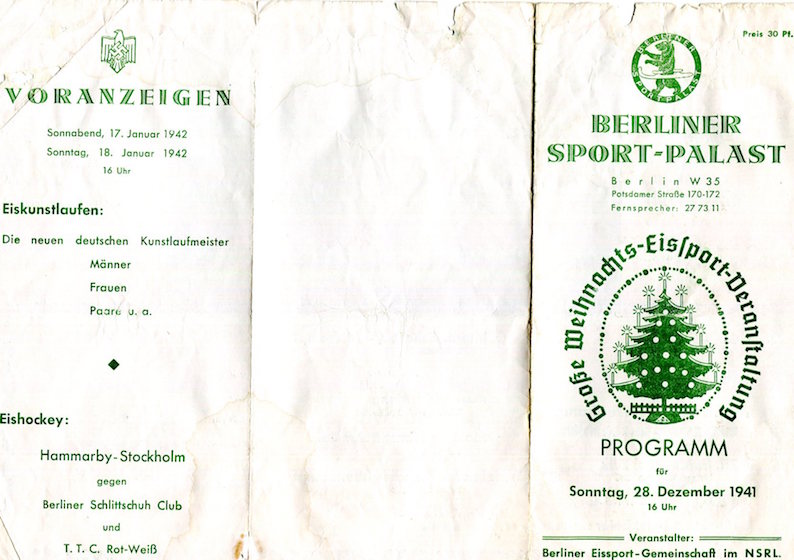 VORANZEIGEN
Sonnabend, 17. Januar 1942
Sonntag, 18. Januar 1942
16 Uhr
Eiskunstlaufen:
Die neuen deutschen Kunstlaufmeister
Männer
Frauen
Paare u. a.
Eishockey:
Hammarby-Stockholm
gegen
Berliner Schlittschuh Club
und
T. T. C. Rot-Weiß
Preis 30 Pf.
BERLINER
SPORTPALAST
BERLINER
SPORT-PALAST
Berlin W 35
Potsdamer Straße 170-172
Fernsprecher: 27 73 11
Große Weihnachts-Eissport-Veranstaltung
PROGRAMM
für
Sonntag, 28. Dezember 1941
16 Uhr
Veranstalter:
Berliner Eissport-Gemeinschaft im NSRL.